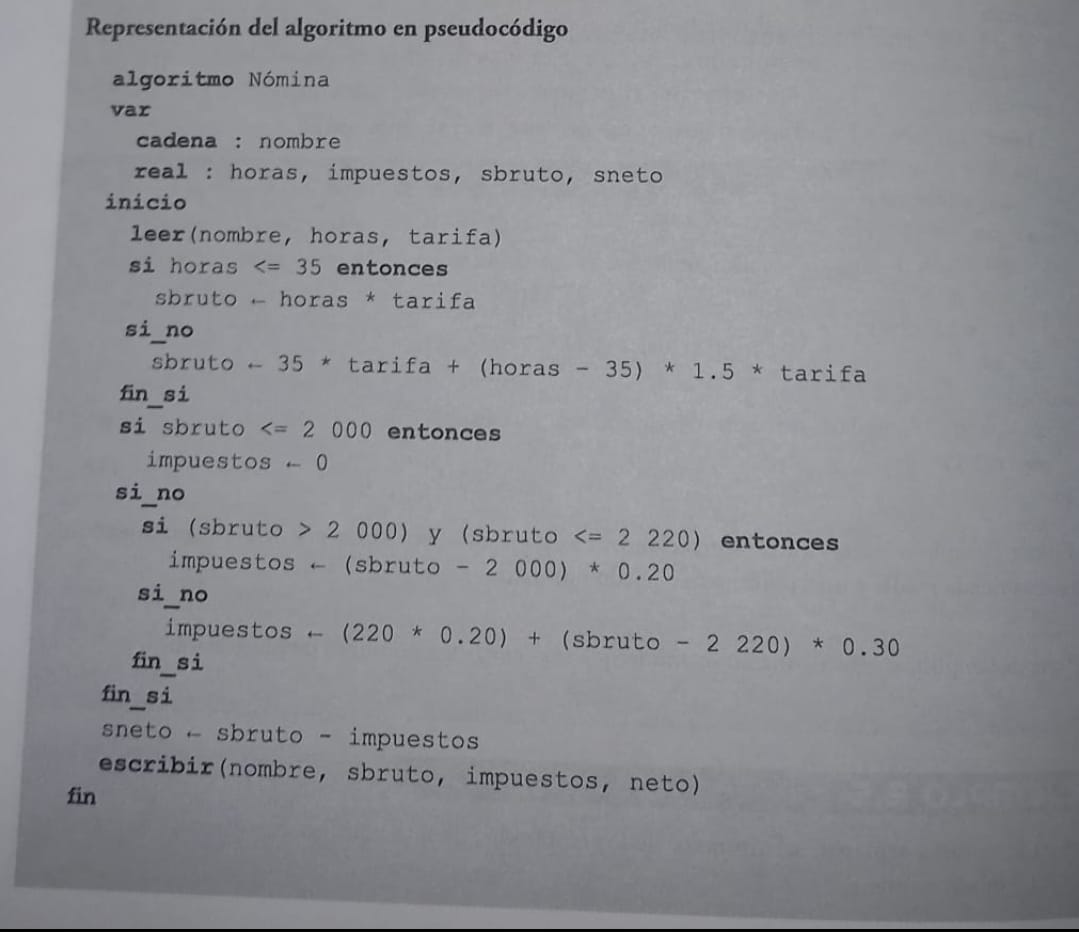 Representación del algoritmo en pseudocódigo
algoritmo Nómina
var
cadena : nombre
real : horas, impuestos, sbruto, sneto
inicio
leer(nombre, horas, tarifa)
si horas <= 35 entonces
sbruto ← horas * tarifa
si_no
sbruto ← 35 * tarifa + (horas - 35) * 1.5 * tarifa
fin_si
si sbruto <= 2 000 entonces
impuestos ← 0
si_no
si (sbruto > 2 000) y (sbruto <= 2 220) entonces
impuestos ← (sbruto - 2 000) * 0.20
si_no
impuestos ← (220 * 0.20) + (sbruto - 2 220) * 0.30
fin_si
fin_si
sneto ← sbruto - impuestos
escribir(nombre, sbruto, impuestos, neto)
fin